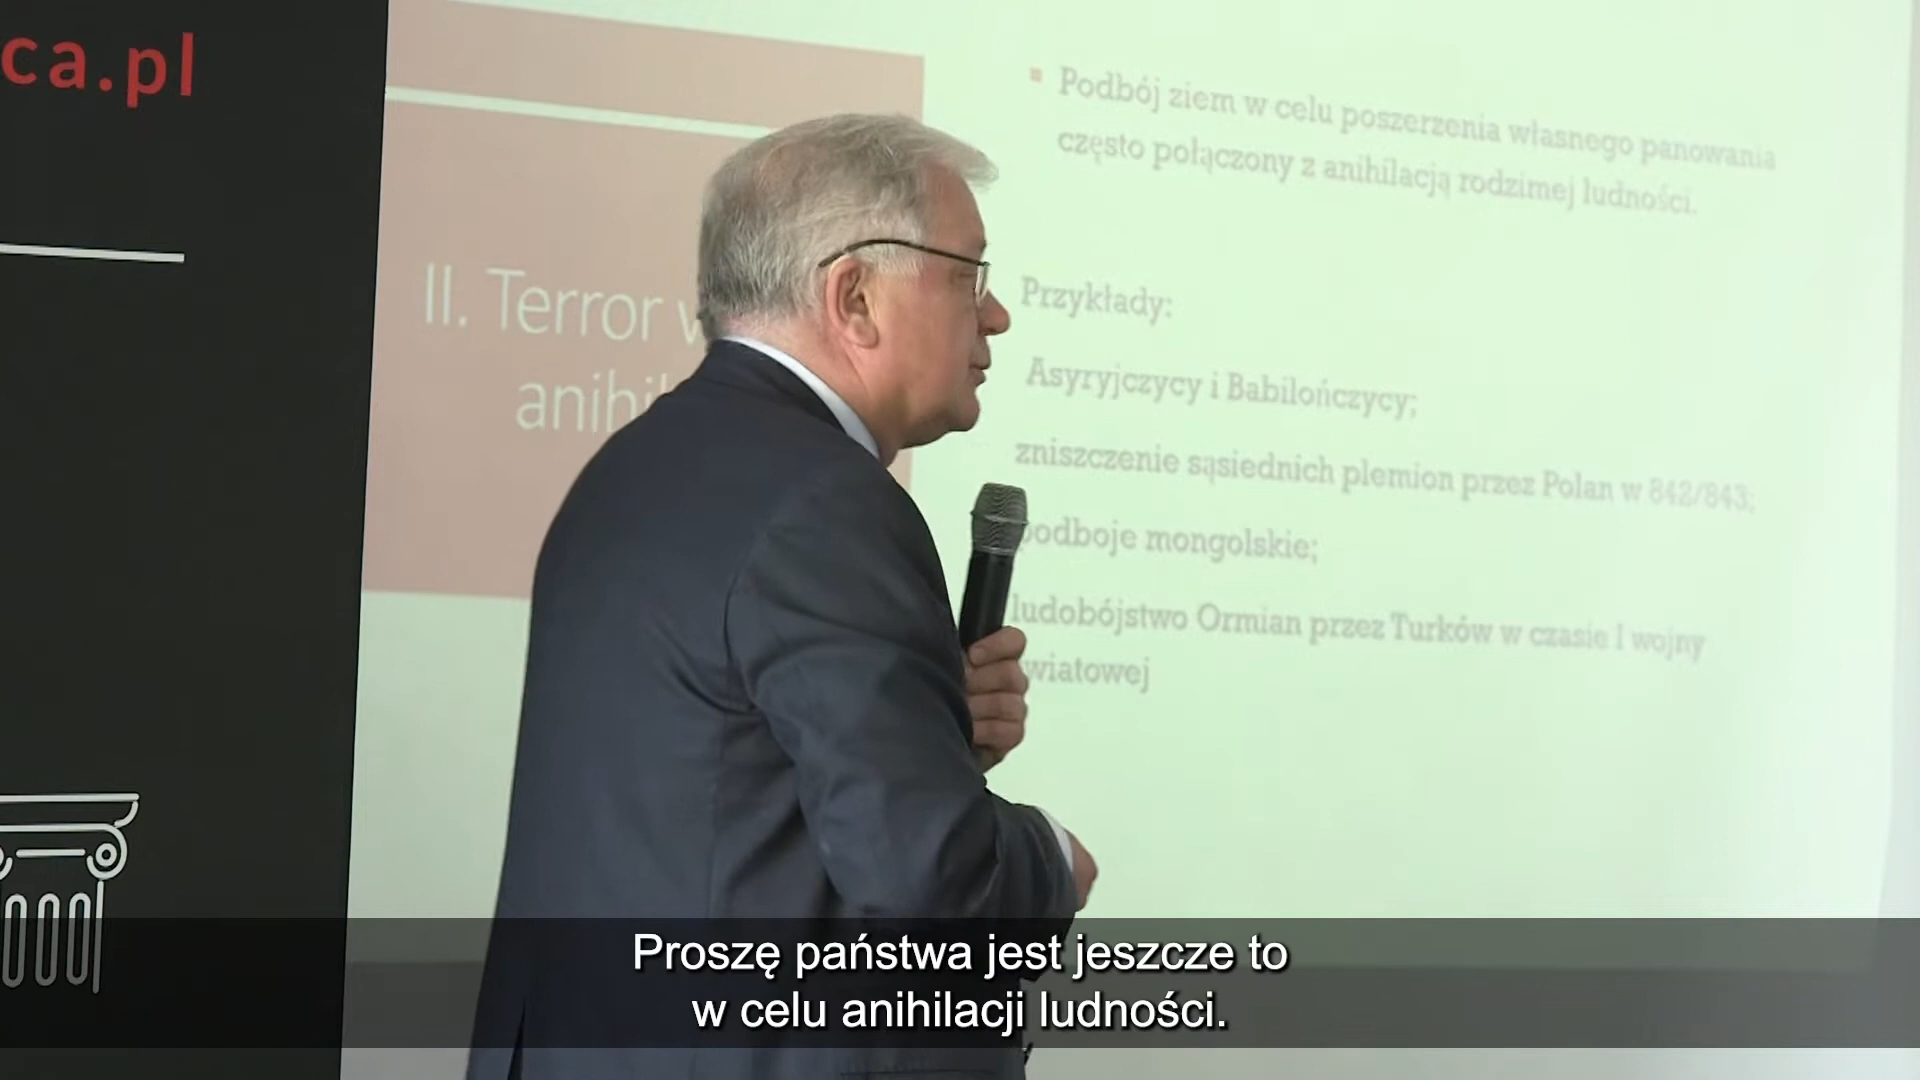 ca.pl
II. Terror w
Podbój ziem w celu poszerzenia własnego panowania
często połączony z anihilacją rodzimej ludności.
Przykłady:
Asyryjczycy i Babilończycy;
zniszczenie sąsiednich plemion przez Polan w 842/843;
podboje mongolskie;
ludobójstwo Ormian przez Turków w czasie I wojny
wiatowej
Proszę państwa jest jeszcze to
w celu anihilacji ludności.